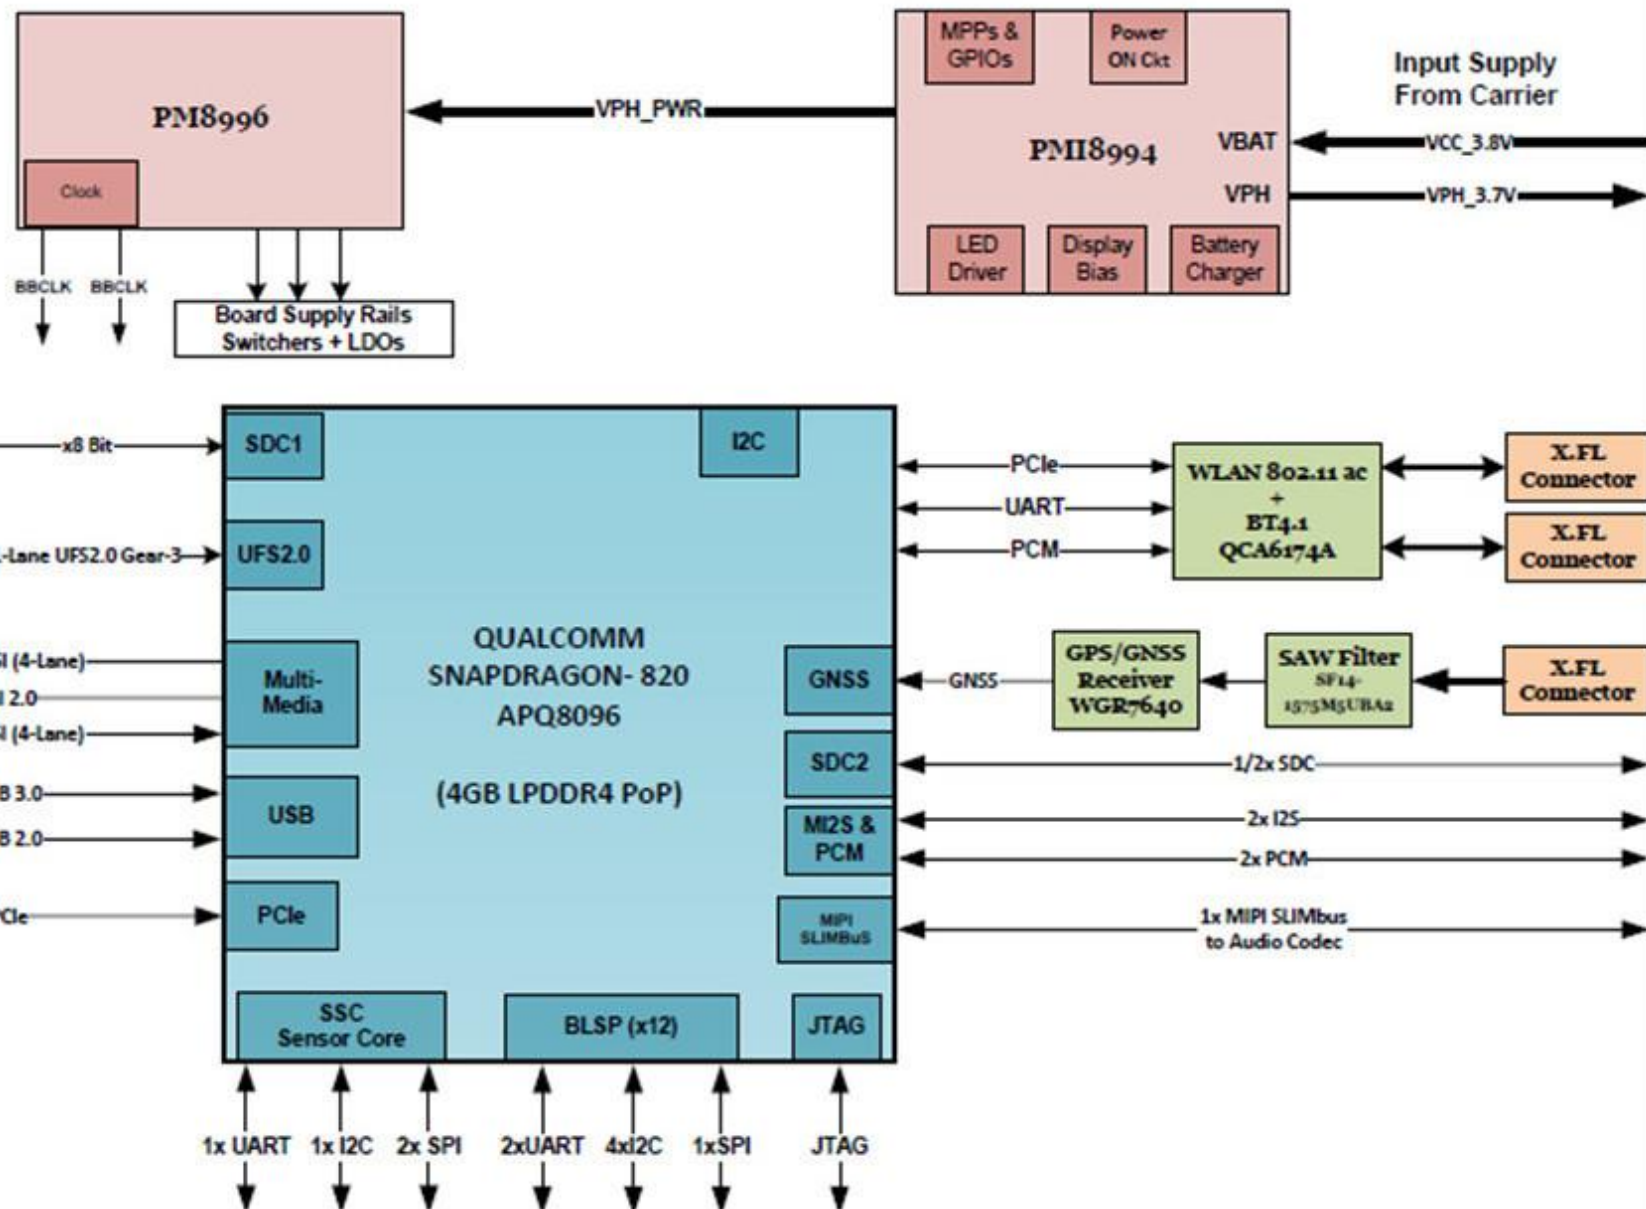 MPPs &
GPIOs
Power
ON Ckt
Input Supply
From Carrier
PM8996
VPH_PWR
PMI8994
VBAT
VCC_3.8V
VPH
VPH_3.7V
Clock
BBCLK
BBCLK
LED
Driver
Display
Bias
Battery
Charger
Board Supply Rails
Switchers + LDOs
x8 Bit
SDC1
I2C
PCIe
UART
PCM
WLAN 802.11 ac
+
BT4.1
QCA6174A
X.FL
Connector
X.FL
Connector
-Lane UFS2.0 Gear-3
UFS2.0
QUALCOMM
SNAPDRAGON- 820
APQ8096
(4GB LPDDR4 PoP)
I (4-Lane)
I 2.0
I (4-Lane)
Multi-
Media
GNSS
GNSS
GPS/GNSS
Receiver
WGR7640
SAW Filter
SF14-
1575M5UBA2
X.FL
Connector
B 3.0
B 2.0
USB
SDC2
1/2x SDC
MI2S &
PCM
2x I2S
2x PCM
CIe
PCIe
MIPI
SLIMBuS
1x MIPI SLIMbus
to Audio Codec
SSC
Sensor Core
BLSP (x12)
JTAG
1x UART
1x I2C
2x SPI
2xUART
4xI2C
1xSPI
JTAG